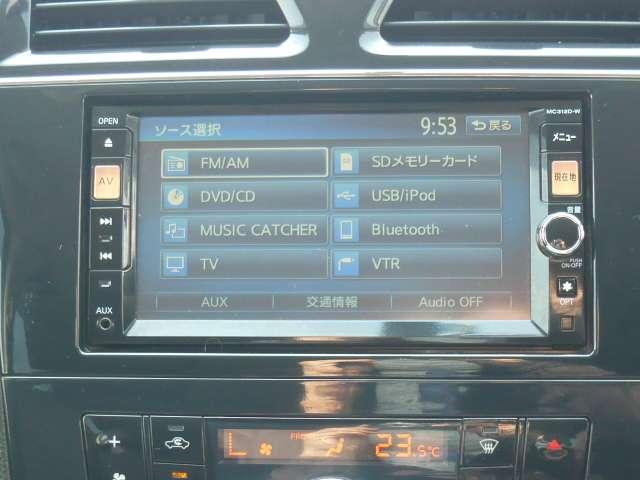 OPEN
MC312D-W
ソース選択
9:53
戻る
メニュー
AV
FM/AM
SDメモリーカード
現在地
DVD/CD
USB/iPod
音量
MUSIC CATCHER
Bluetooth
TV
VTR
PUSH
ON-OFF
AUX
交通情報
Audio OFF
OPT
AUX
23.5°C